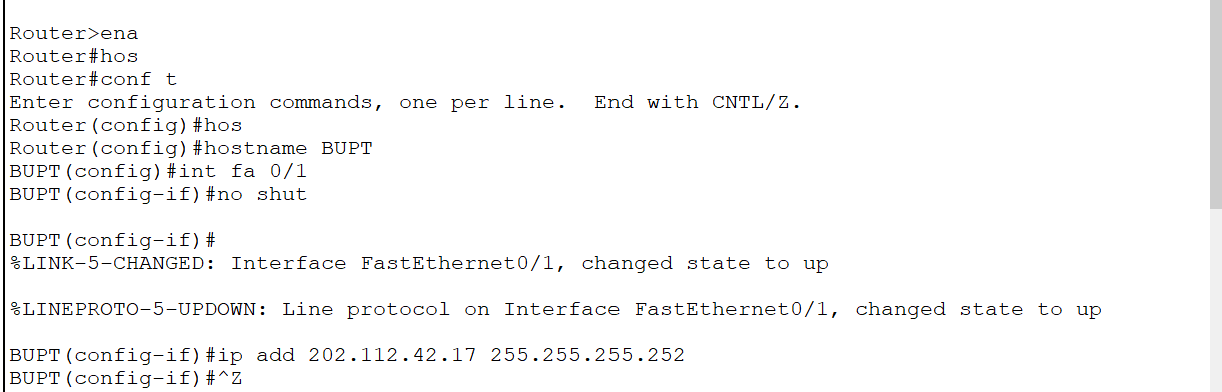 Router>ena
Router#hos
Router#conf t
Enter configuration commands, one per line.  End with CNTL/Z.
Router(config)#hos
Router(config)#hostname BUPT
BUPT(config)#int fa 0/1
BUPT(config-if)#no shut
BUPT(config-if)#
%LINK-5-CHANGED: Interface FastEthernet0/1, changed state to up
%LINEPROTO-5-UPDOWN: Line protocol on Interface FastEthernet0/1, changed state to up
BUPT(config-if)#ip add 202.112.42.17 255.255.255.252
BUPT(config-if)#^Z